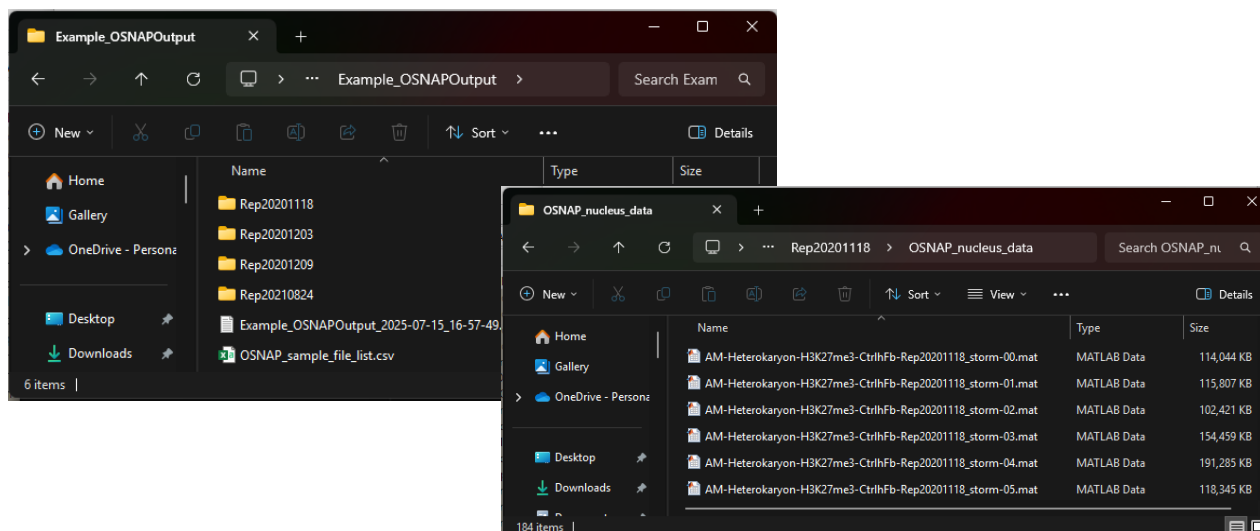 Example_OSNAPOutput
Example_OSNAPOutput
Search Exam
New
Sort
Details
Name Type Size
Home
Gallery
OneDrive - Persona
Desktop
Downloads
Rep20201118
Rep20201203
Rep20201209
Rep20210824
Example_OSNAPOutput_2025-07-15_16-57-49.
OSNAP_sample_file_list.csv
6 items
OSNAP_nucleus_data
Rep20201118 OSNAP_nucleus_data
Search OSNAP_nu
New
Sort
View
Details
Name Type Size
Home
Gallery
OneDrive - Persona
Desktop
Downloads
AM-Heterokaryon-H3K27me3-CtrlhFb-Rep20201118_storm-00.mat MATLAB Data 114,044 KB
AM-Heterokaryon-H3K27me3-CtrlhFb-Rep20201118_storm-01.mat MATLAB Data 115,807 KB
AM-Heterokaryon-H3K27me3-CtrlhFb-Rep20201118_storm-02.mat MATLAB Data 102,421 KB
AM-Heterokaryon-H3K27me3-CtrlhFb-Rep20201118_storm-03.mat MATLAB Data 154,459 KB
AM-Heterokaryon-H3K27me3-CtrlhFb-Rep20201118_storm-04.mat MATLAB Data 191,285 KB
AM-Heterokaryon-H3K27me3-CtrlhFb-Rep20201118_storm-05.mat MATLAB Data 118,345 KB
184 items